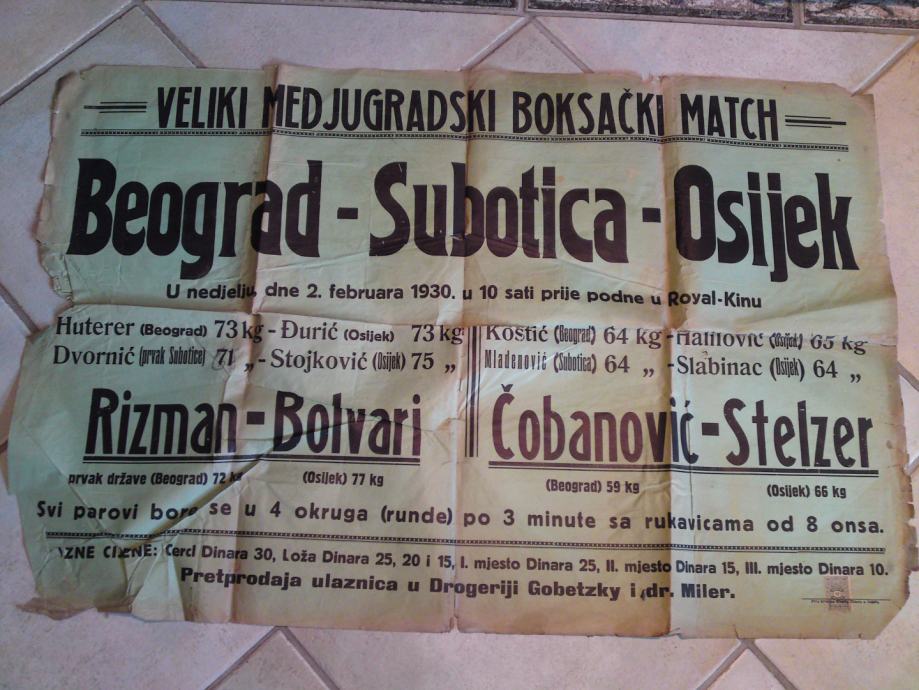 VELIKI MEDJUGRADSKI BOKSAČKI MATCH
Beograd - Subotica - Osijek
U nedjelju, dne 2. februara 1930. u 10 sati prije podne u Royal-Kinu
Huterer (Beograd) 73 kg - Đurić (Osijek) 73 kg
Dvornić (prvak Subotice) 71 „ - Stojković (Osijek) 75 „
Rizman - Bolvari
prvak države (Beograd) 72 kg (Osijek) 77 kg
Kostić (Beograd) 64 kg - Halilović (Osijek) 65 kg
Mladenović (Subotica) 64 „ - Slabinac (Osijek) 64 „
Čobanović - Stelzer
(Beograd) 59 kg (Osijek) 66 kg
Svi parovi bore se u 4 okruga (runde) po 3 minute sa rukavicama od 8 onsa.
CIJENE: Cercl Dinara 30, Loža Dinara 25, 20 i 15, I. mjesto Dinara 25, II. mjesto Dinara 15, III. mjesto Dinara 10.
Pretprodaja ulaznica u Drogeriji Gobetzky i dr. Miler.